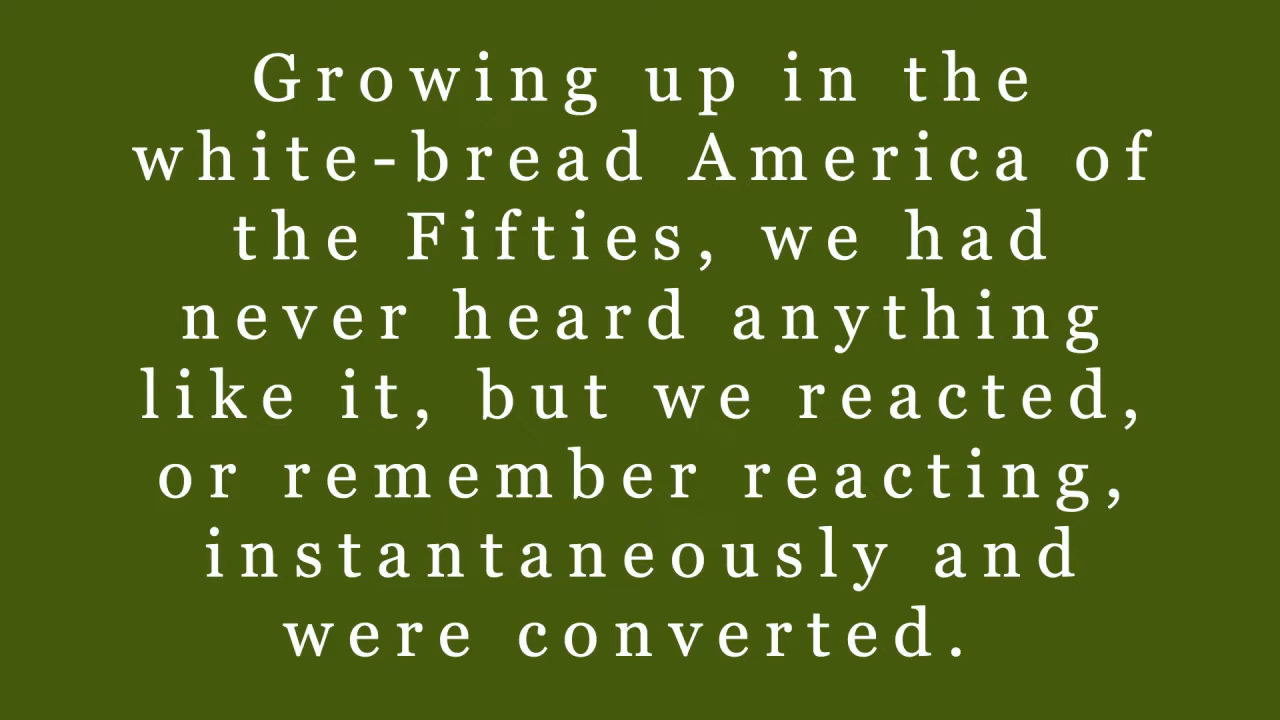 Growing up in the
white-bread America of
the Fifties, we had
never heard anything
like it, but we reacted,
or remember reacting,
instantaneously and
were converted.